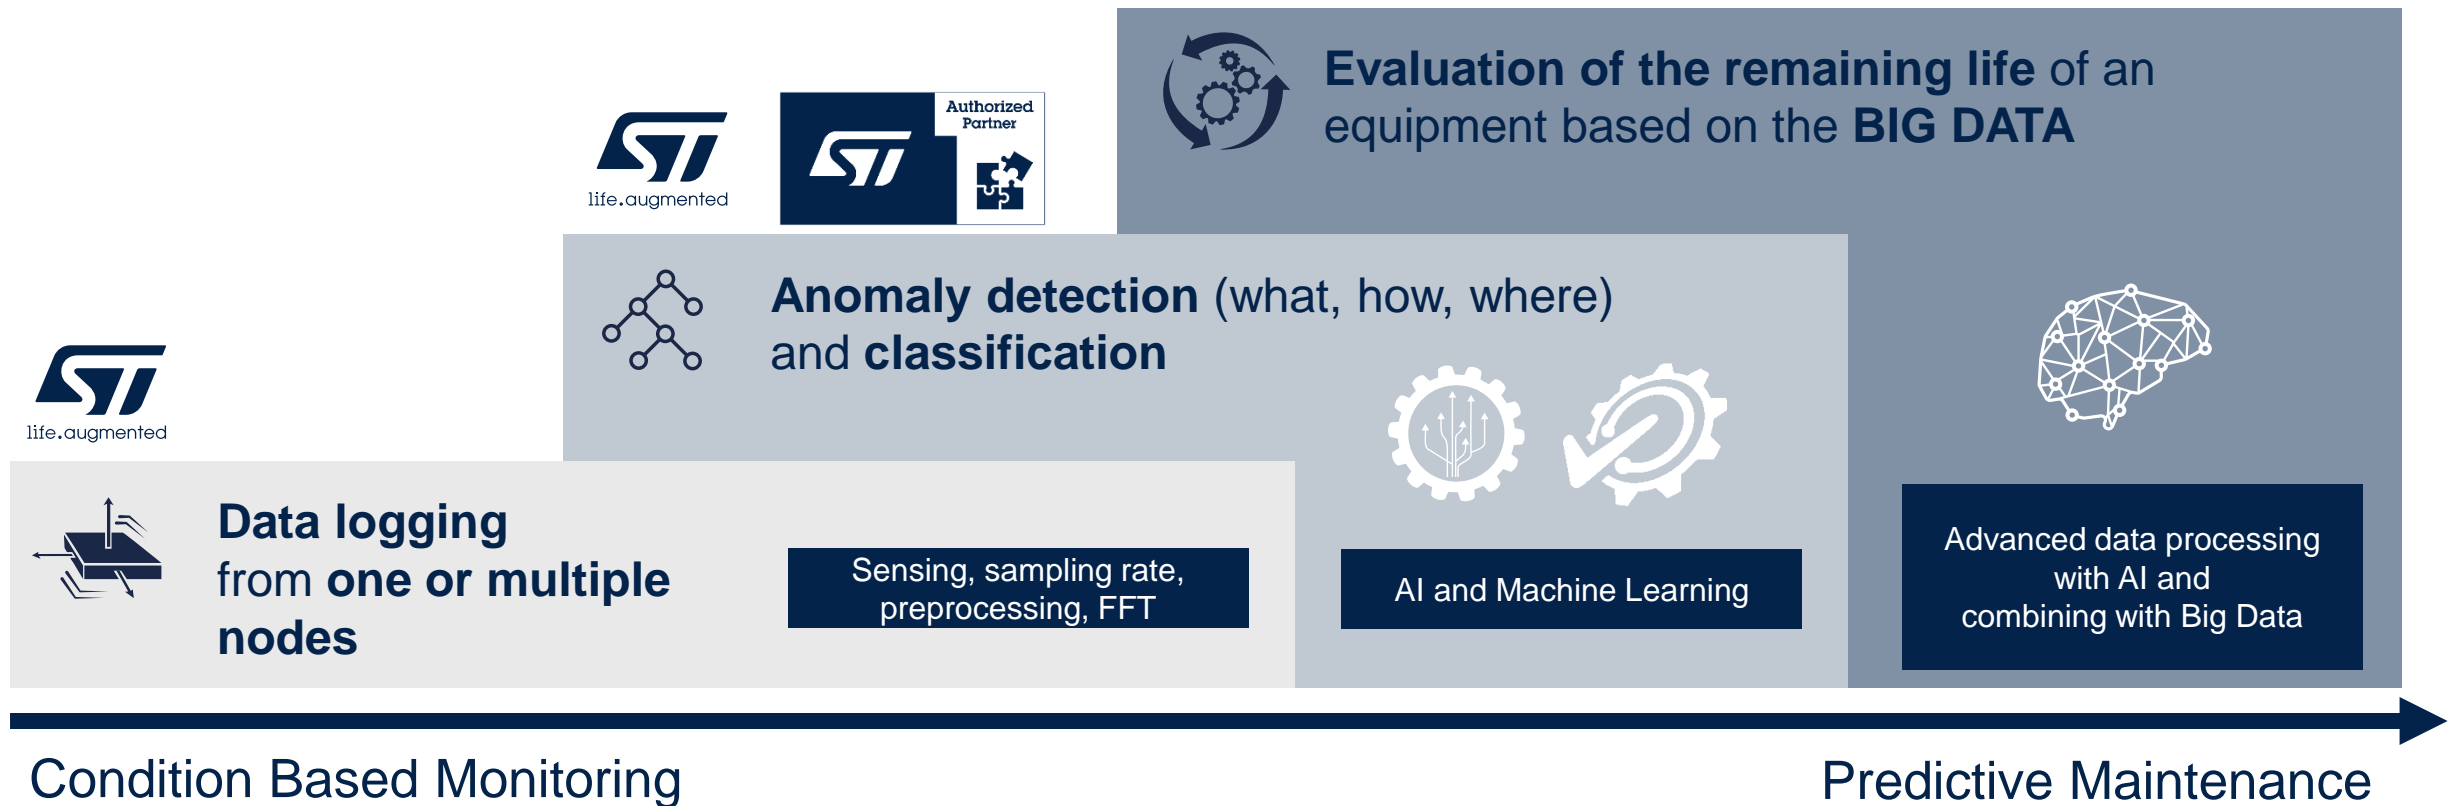 Evaluation of the remaining life of an
equipment based on the BIG DATA
ST
life.augmented
ST
Authorized
Partner
Anomaly detection (what, how, where)
and classification
ST
life.augmented
Data logging
from one or multiple
nodes
Sensing, sampling rate,
preprocessing, FFT
AI and Machine Learning
Advanced data processing
with AI and
combining with Big Data
Condition Based Monitoring
Predictive Maintenance